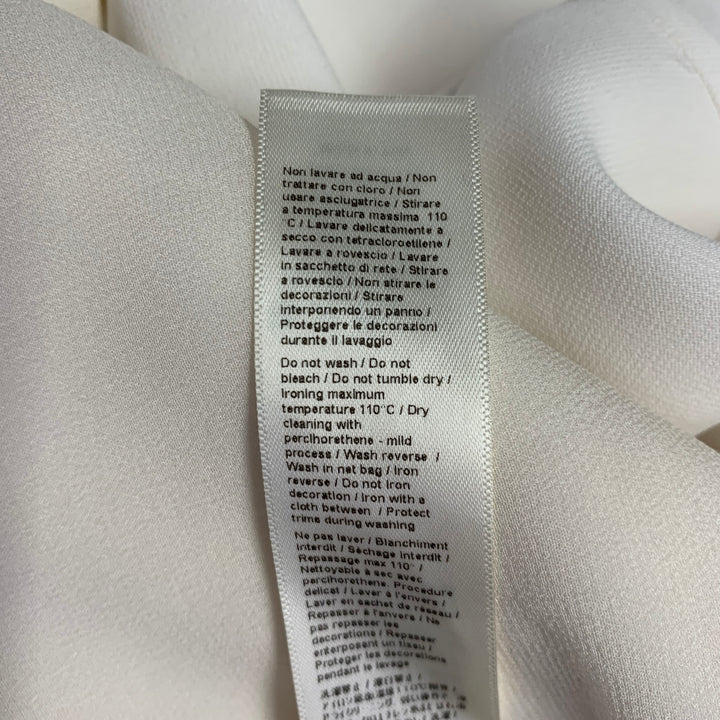 Non lavare ad acqua / Non
trattare con cloro / Non
usare asciugatrice / Stirare
a temperatura massima 110
°C / Lavare delicatamente a
secco con tetracloroetilene /
Lavare a rovescio / Lavare
in sacchetto di rete / Stirare
a rovescio / Non stirare le
decorazioni / Stirare
interponendo un panno /
Proteggere le decorazioni
durante il lavaggio
Do not wash / Do not
bleach / Do not tumble dry /
Ironing maximum
temperature 110°C / Dry
cleaning with
perclhorethene - mild
process / Wash reverse /
Wash in net bag / Iron
reverse / Do not iron
decoration / Iron with a
cloth between / Protect
trims during washing
Ne pas laver / Blanchiment
interdit / Séchage interdit /
Repassage max 110° /
Nettoyable à sec avec
perclhorethene. Procedure
delicat / Laver à l'envers /
Laver en sachet de réseau /
Repasser à l'anvers / Ne
pas repasser les
décorations / Repasser
enterposent un tissu /
Proteger les décorations
pendant le lavage